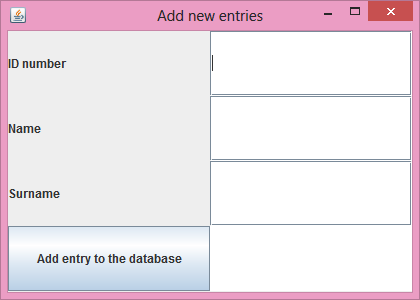 Add new entries
ID number
Name
Surname
Add entry to the database